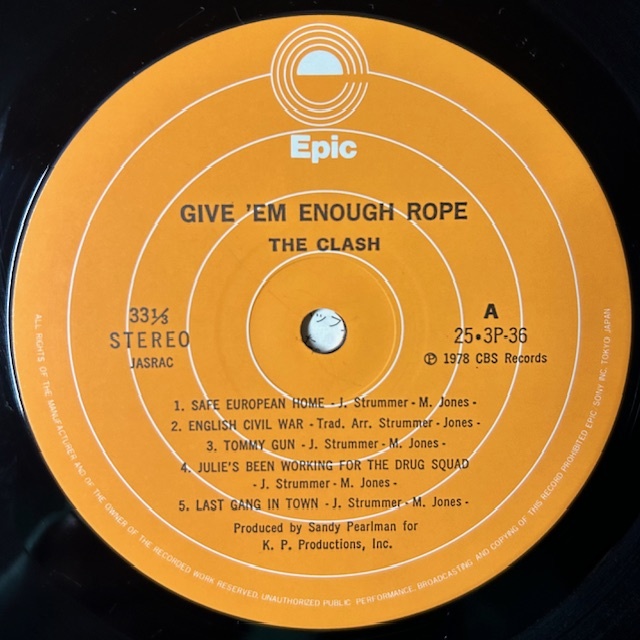 Epic
GIVE 'EM ENOUGH ROPE
THE CLASH
33⅓
STEREO
JASRAC
A
25•3P-36
℗ 1978 CBS Records
1. SAFE EUROPEAN HOME - J. Strummer - M. Jones -
2. ENGLISH CIVIL WAR - Trad. Arr. Strummer - Jones -
3. TOMMY GUN - J. Strummer - M. Jones -
4. JULIE'S BEEN WORKING FOR THE DRUG SQUAD
- J. Strummer - M. Jones -
5. LAST GANG IN TOWN - J. Strummer - M. Jones -
Produced by Sandy Pearlman for
K. P. Productions, Inc.
ALL RIGHTS OF THE MANUFACTURER AND OF THE OWNER OF THE RECORDED WORK RESERVED. UNAUTHORIZED PUBLIC PERFORMANCE. BROADCASTING AND COPYING OF THIS RECORD PROHIBITED EPIC SONY INC. TOKYO JAPAN